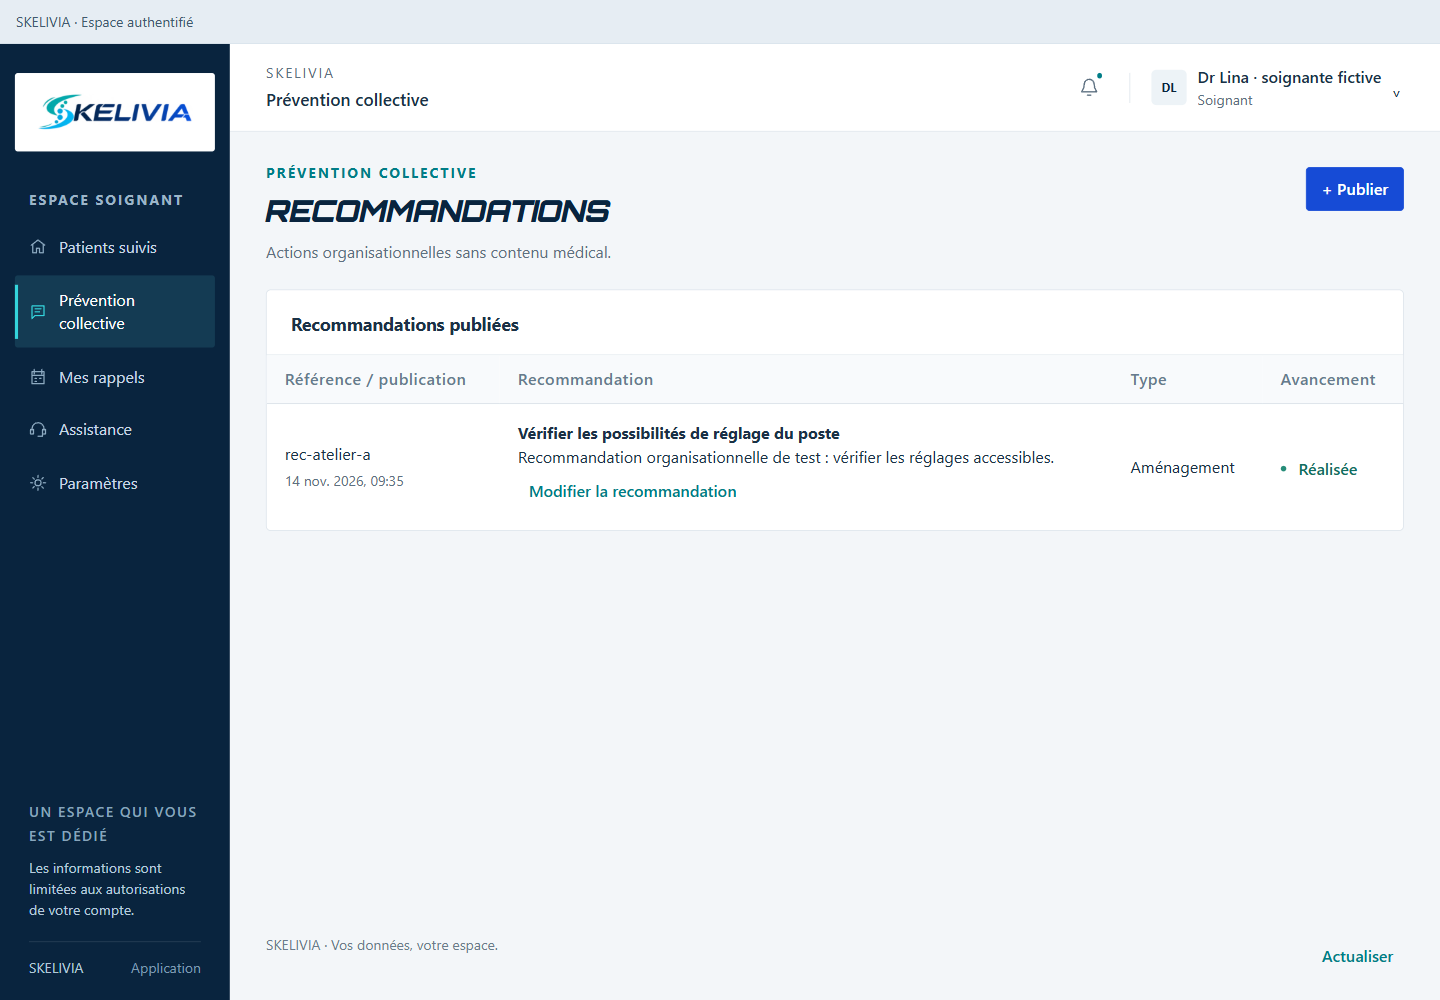 SKELIVIA · Espace authentifié
SKELIVIA
ESPACE SOIGNANT
Patients suivis
Prévention
collective
Mes rappels
Assistance
Paramètres
UN ESPACE QUI VOUS
EST DÉDIÉ
Les informations sont
limitées aux autorisations
de votre compte.
SKELIVIA Application
SKELIVIA
Prévention collective
DL
Dr Lina · soignante fictive
Soignant
v
PRÉVENTION COLLECTIVE
RECOMMANDATIONS
Actions organisationnelles sans contenu médical.
+ Publier
Recommandations publiées
Référence / publication Recommandation Type Avancement
rec-atelier-a
14 nov. 2026, 09:35
Vérifier les possibilités de réglage du poste
Recommandation organisationnelle de test : vérifier les réglages accessibles.
Modifier la recommandation
Aménagement
• Réalisée
SKELIVIA · Vos données, votre espace.
Actualiser